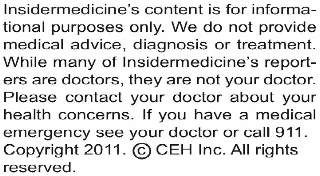 Insidermedicine's content is for informa-
tional purposes only. We do not provide
medical advice, diagnosis or treatment.
While many of Insidermedicine's report-
ers are doctors, they are not your doctor.
Please contact your doctor about your
health concerns. If you have a medical
emergency see your doctor or call 911.
Copyright 2011. © CEH Inc. All rights
reserved.